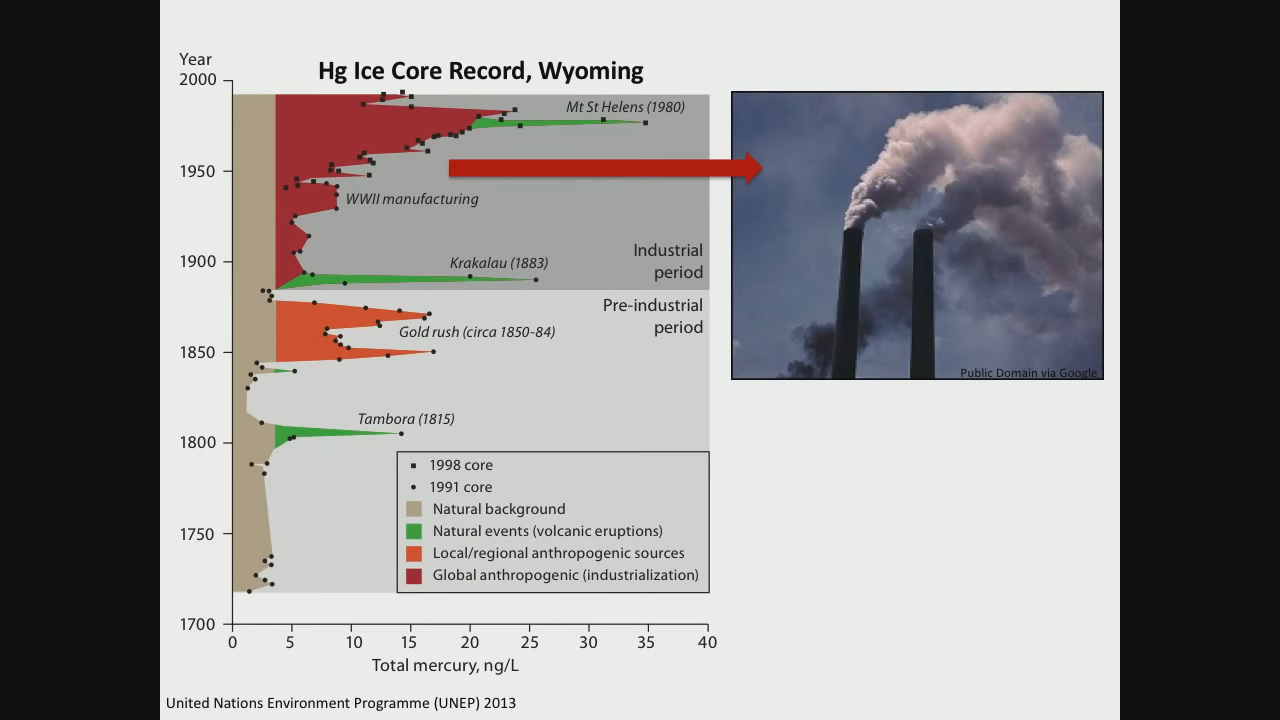 Hg Ice Core Record, Wyoming
Year
2000
1950
1900
1850
1800
1750
1700
Mt St Helens (1980)
WWII manufacturing
Krakalau (1883)
Industrial
period
Pre-industrial
period
Gold rush (circa 1850-84)
Tambora (1815)
1998 core
1991 core
Natural background
Natural events (volcanic eruptions)
Local/regional anthropogenic sources
Global anthropogenic (industrialization)
0 5 10 15 20 25 30 35 40
Total mercury, ng/L
Public Domain via Google
United Nations Environment Programme (UNEP) 2013